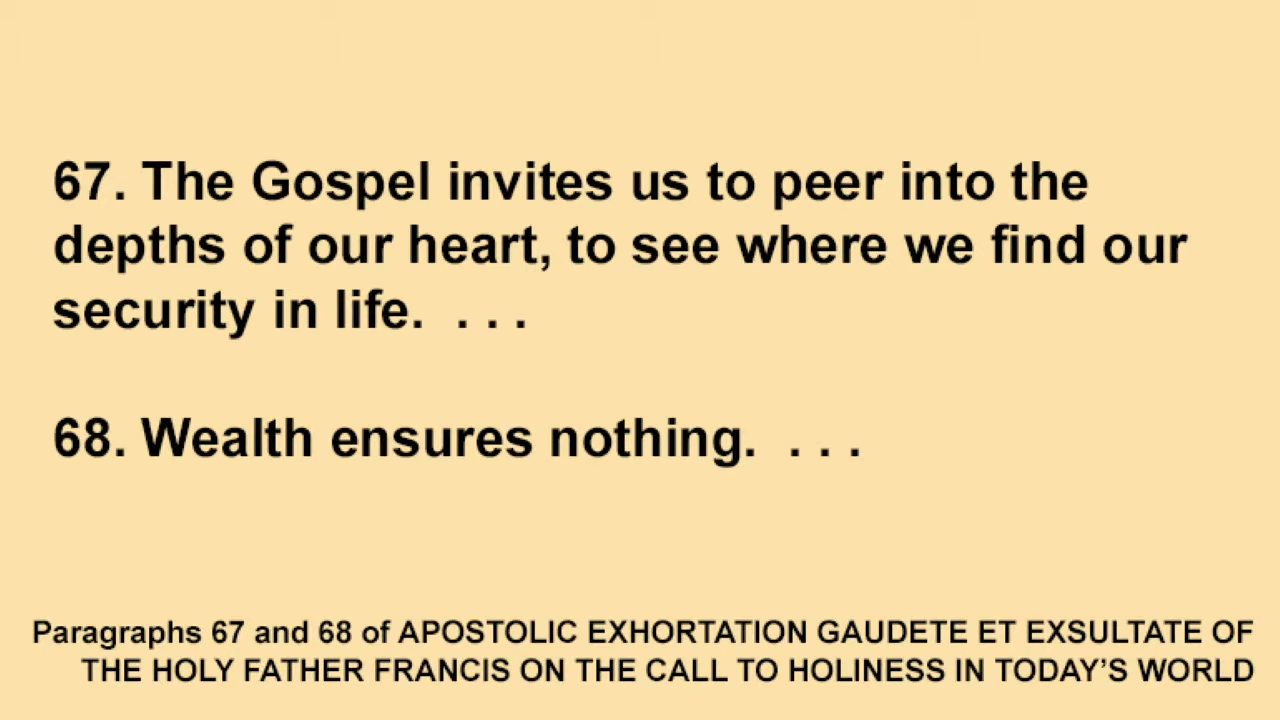 67. The Gospel invites us to peer into the
depths of our heart, to see where we find our
security in life.  . . .
68. Wealth ensures nothing.  . . .
Paragraphs 67 and 68 of APOSTOLIC EXHORTATION GAUDETE ET EXSULTATE OF
THE HOLY FATHER FRANCIS ON THE CALL TO HOLINESS IN TODAY’S WORLD